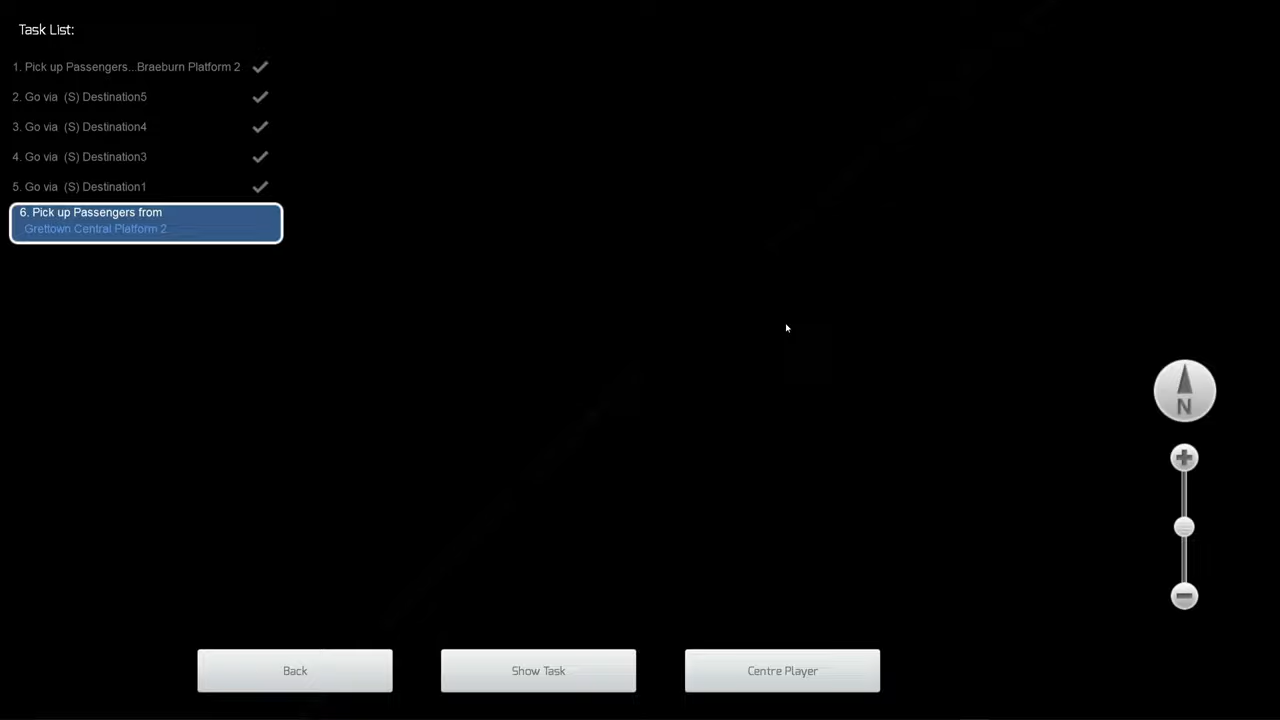 Task List:
1. Pick up Passengers...Braeburn Platform 2
2. Go via (S) Destination5
3. Go via (S) Destination4
4. Go via (S) Destination3
5. Go via (S) Destination1
6. Pick up Passengers from
Grettown Central Platform 2
N
Back
Show Task
Centre Player